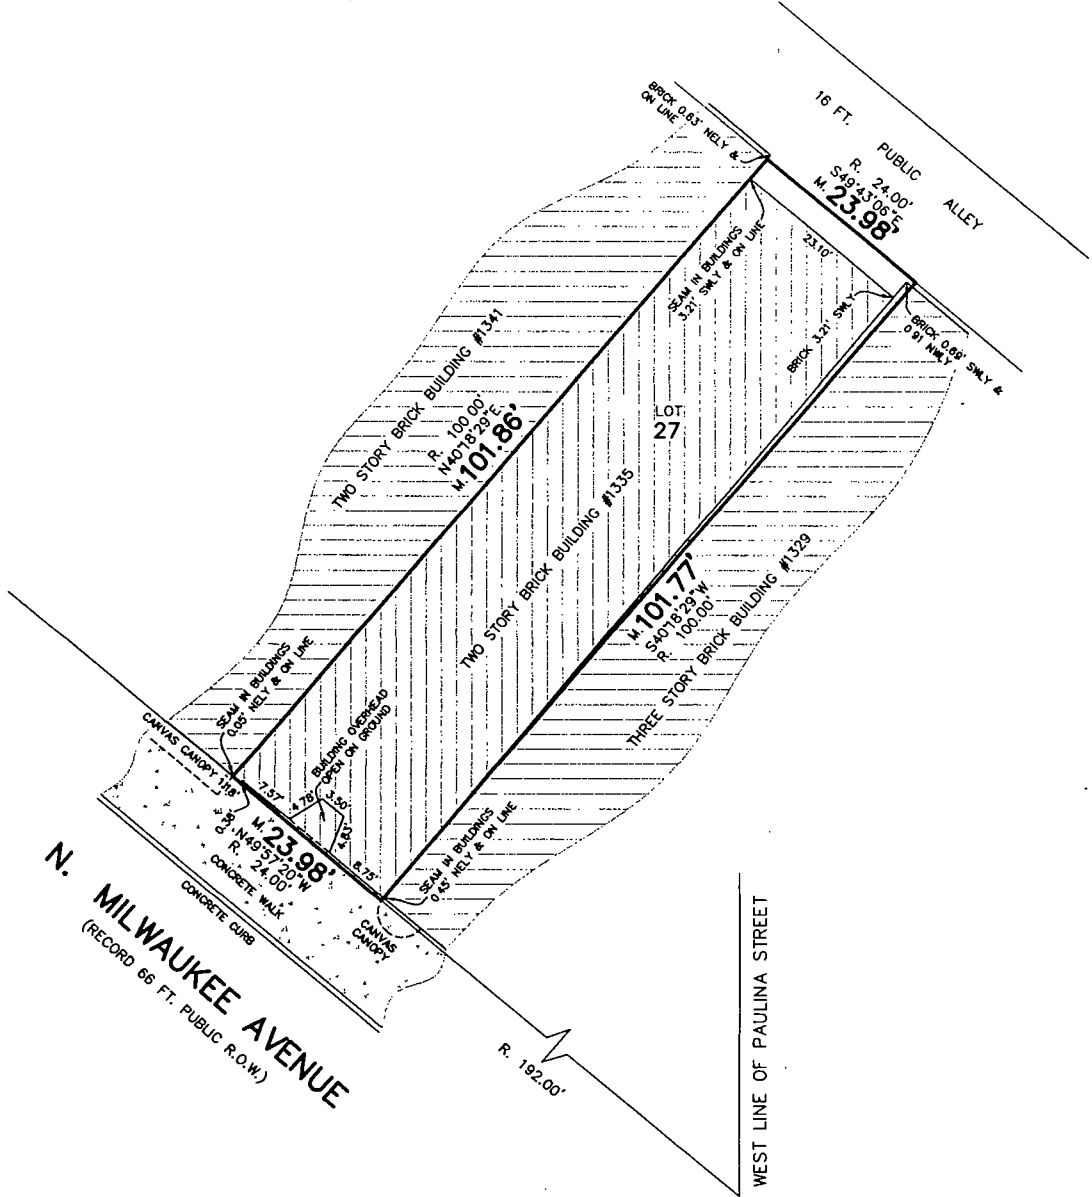 16 FT.
PUBLIC
ALLEY
BRICK 0.63' NELY &
ON LINE
R. 24.00'
S49°43'06"E
M. 23.98'
23.10'
SEAM IN BUILDINGS
3.21' SWLY & ON LINE
BRICK 3.21' SWLY
BRICK 0.69' SWLY &
0.91 NWLY
TWO STORY BRICK BUILDING #1341
R. 100.00'
N40°18'29"E
M. 101.86'
LOT
27
TWO STORY BRICK BUILDING #1335
M. 101.77'
S40°18'29"W
R. 100.00'
THREE STORY BRICK BUILDING #1329
SEAM IN BUILDINGS
0.05' NELY & ON LINE
BUILDING OVERHEAD
OPEN ON GROUND
CANVAS CANOPY 1.18'
7.57'
4.78'
3.50'
4.83'
8.75'
M. 23.98'
N49°57'20"W
R. 24.00'
SEAM IN BUILDINGS
0.45' NELY & ON LINE
CONCRETE WALK
CONCRETE CURB
CANVAS
CANOPY
N. MILWAUKEE AVENUE
(RECORD 66 FT. PUBLIC R.O.W.)
R. 192.00'
WEST LINE OF PAULINA STREET